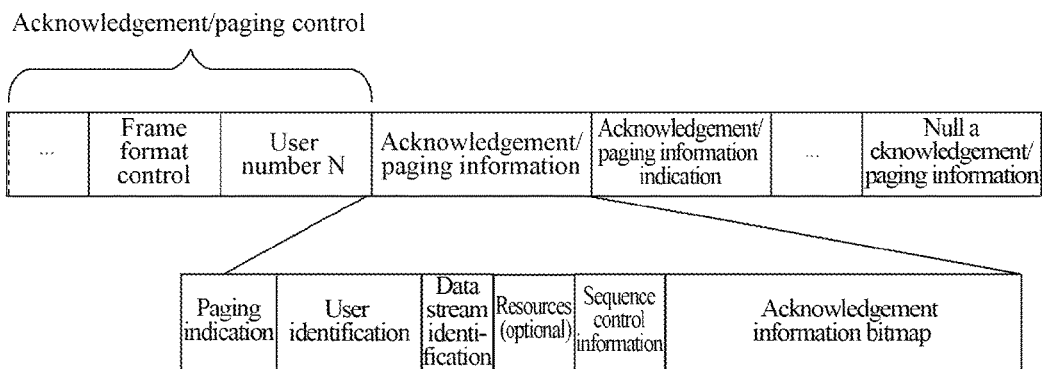 Acknowledgement/paging control
...
Frame
format
control
User
number N
Acknowledgement/
paging information
Acknowledgement/
paging information
indication
...
Null a
cknowledgement/
paging information
Paging
indication
User
identification
Data
stream
identi-
fication
Resources
(optional)
Sequence
control
information
Acknowledgement
information bitmap